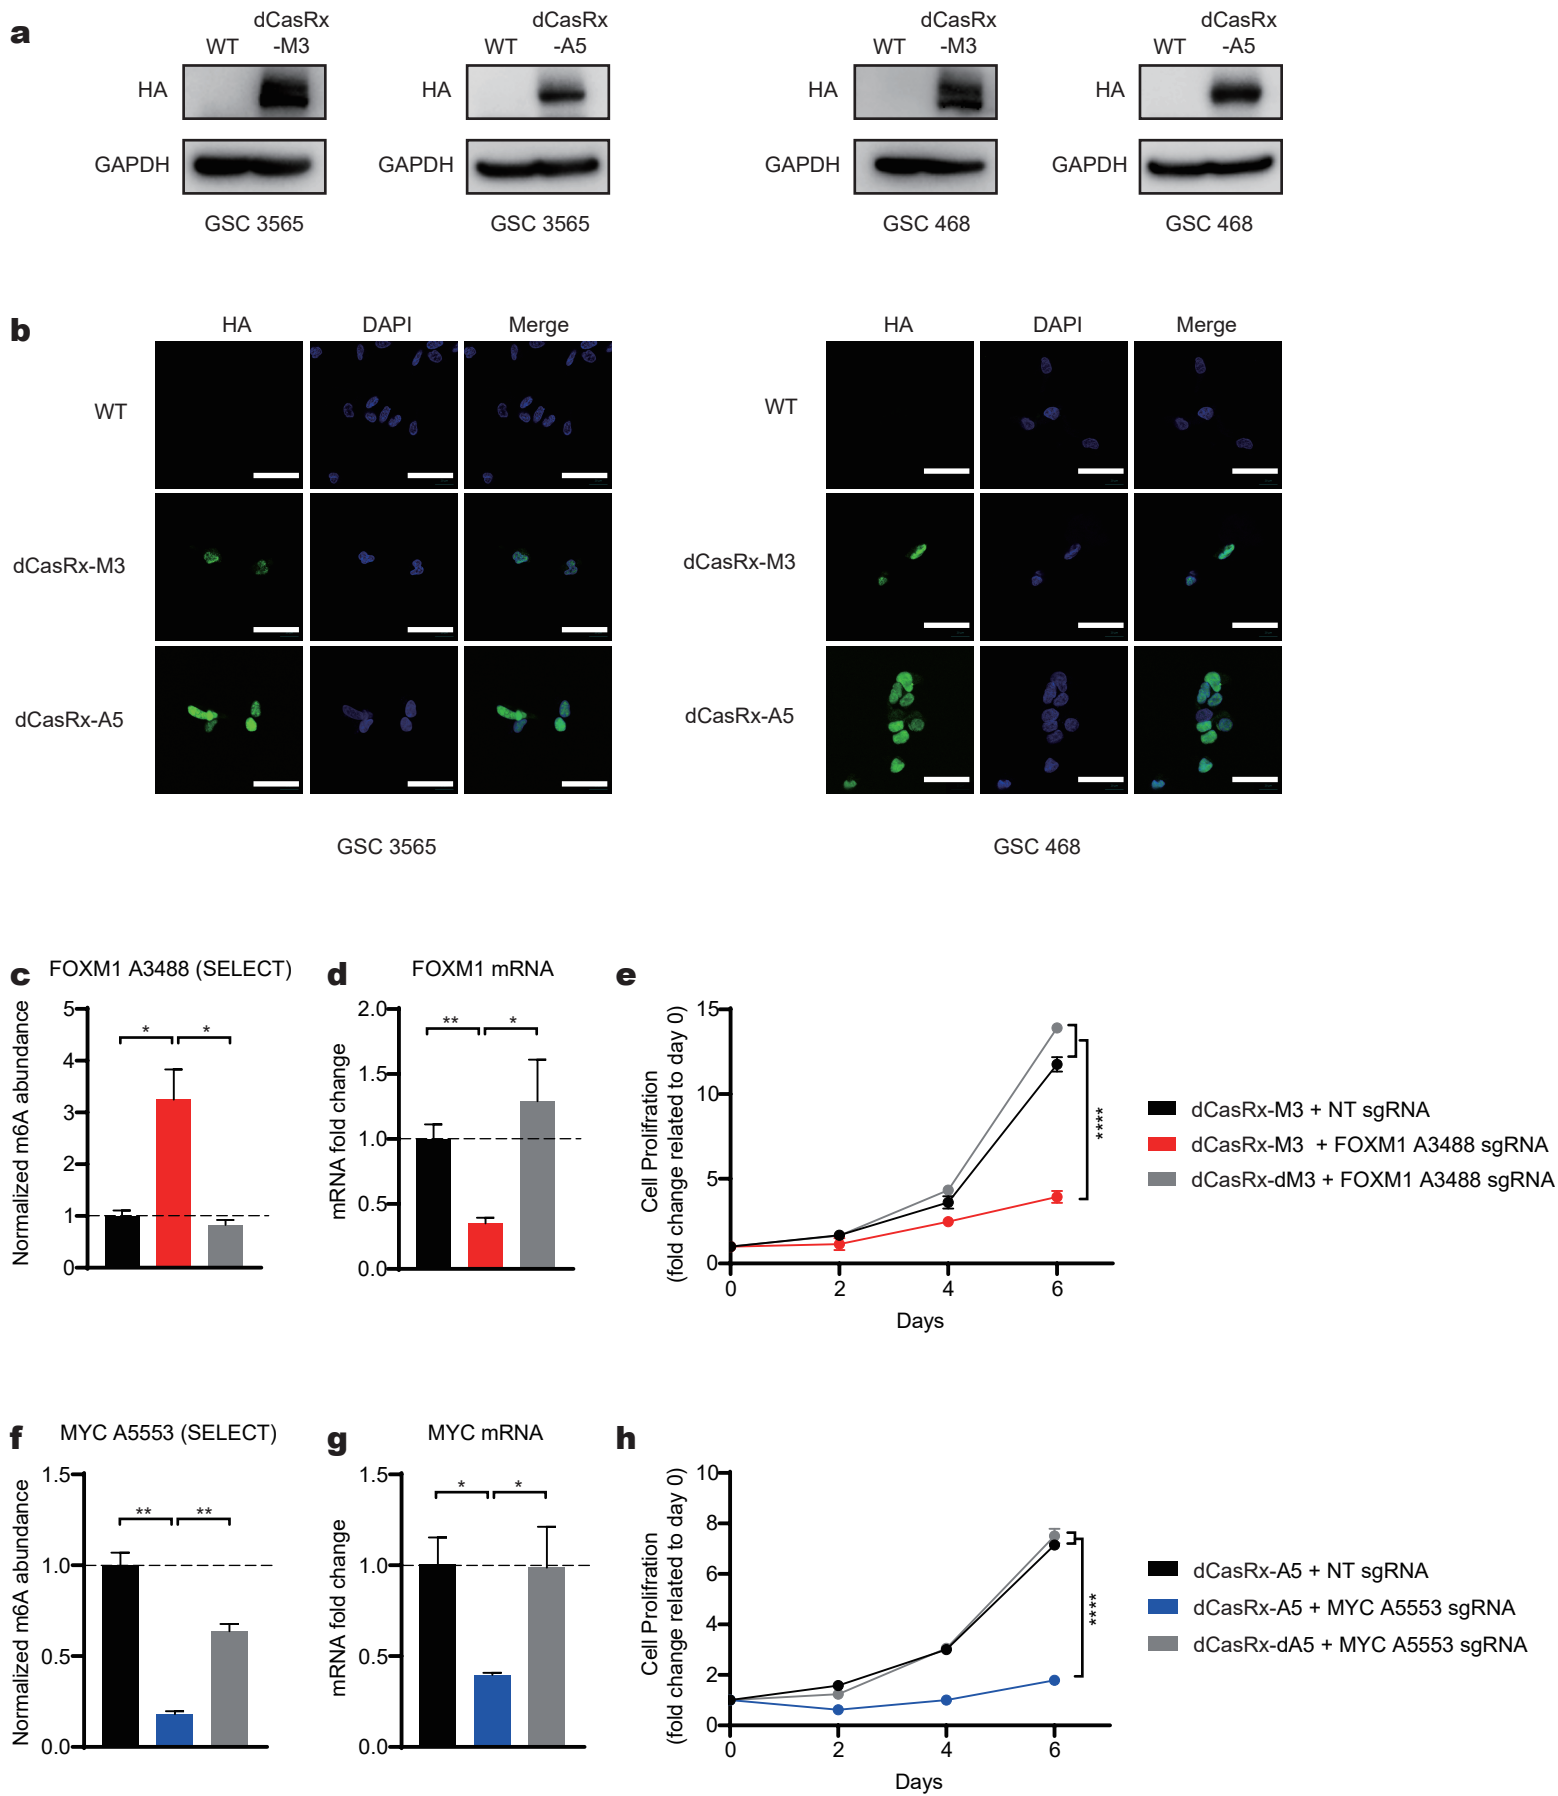 a
dCasRx
WT -M3
HA
GAPDH
GSC 3565
dCasRx
WT -A5
HA
GAPDH
GSC 3565
dCasRx
WT -M3
HA
GAPDH
GSC 468
dCasRx
WT -A5
HA
GAPDH
GSC 468
b
HA DAPI Merge
WT
dCasRx-M3
dCasRx-A5
GSC 3565
HA DAPI Merge
WT
dCasRx-M3
dCasRx-A5
GSC 468
c
FOXM1 A3488 (SELECT)
Normalized m6A abundance
5
4
3
2
1
0
* *
d
FOXM1 mRNA
mRNA fold change
2.0
1.5
1.0
0.5
0.0
** *
e
Cell Prolifration
(fold change related to day 0)
15
10
5
0
0 2 4 6
Days
****
dCasRx-M3 + NT sgRNA
dCasRx-M3 + FOXM1 A3488 sgRNA
dCasRx-dM3 + FOXM1 A3488 sgRNA
f
MYC A5553 (SELECT)
Normalized m6A abundance
1.5
1.0
0.5
0.0
** **
g
MYC mRNA
mRNA fold change
1.5
1.0
0.5
0.0
* *
h
Cell Prolifration
(fold change related to day 0)
10
8
6
4
2
0
0 2 4 6
Days
****
dCasRx-A5 + NT sgRNA
dCasRx-A5 + MYC A5553 sgRNA
dCasRx-dA5 + MYC A5553 sgRNA